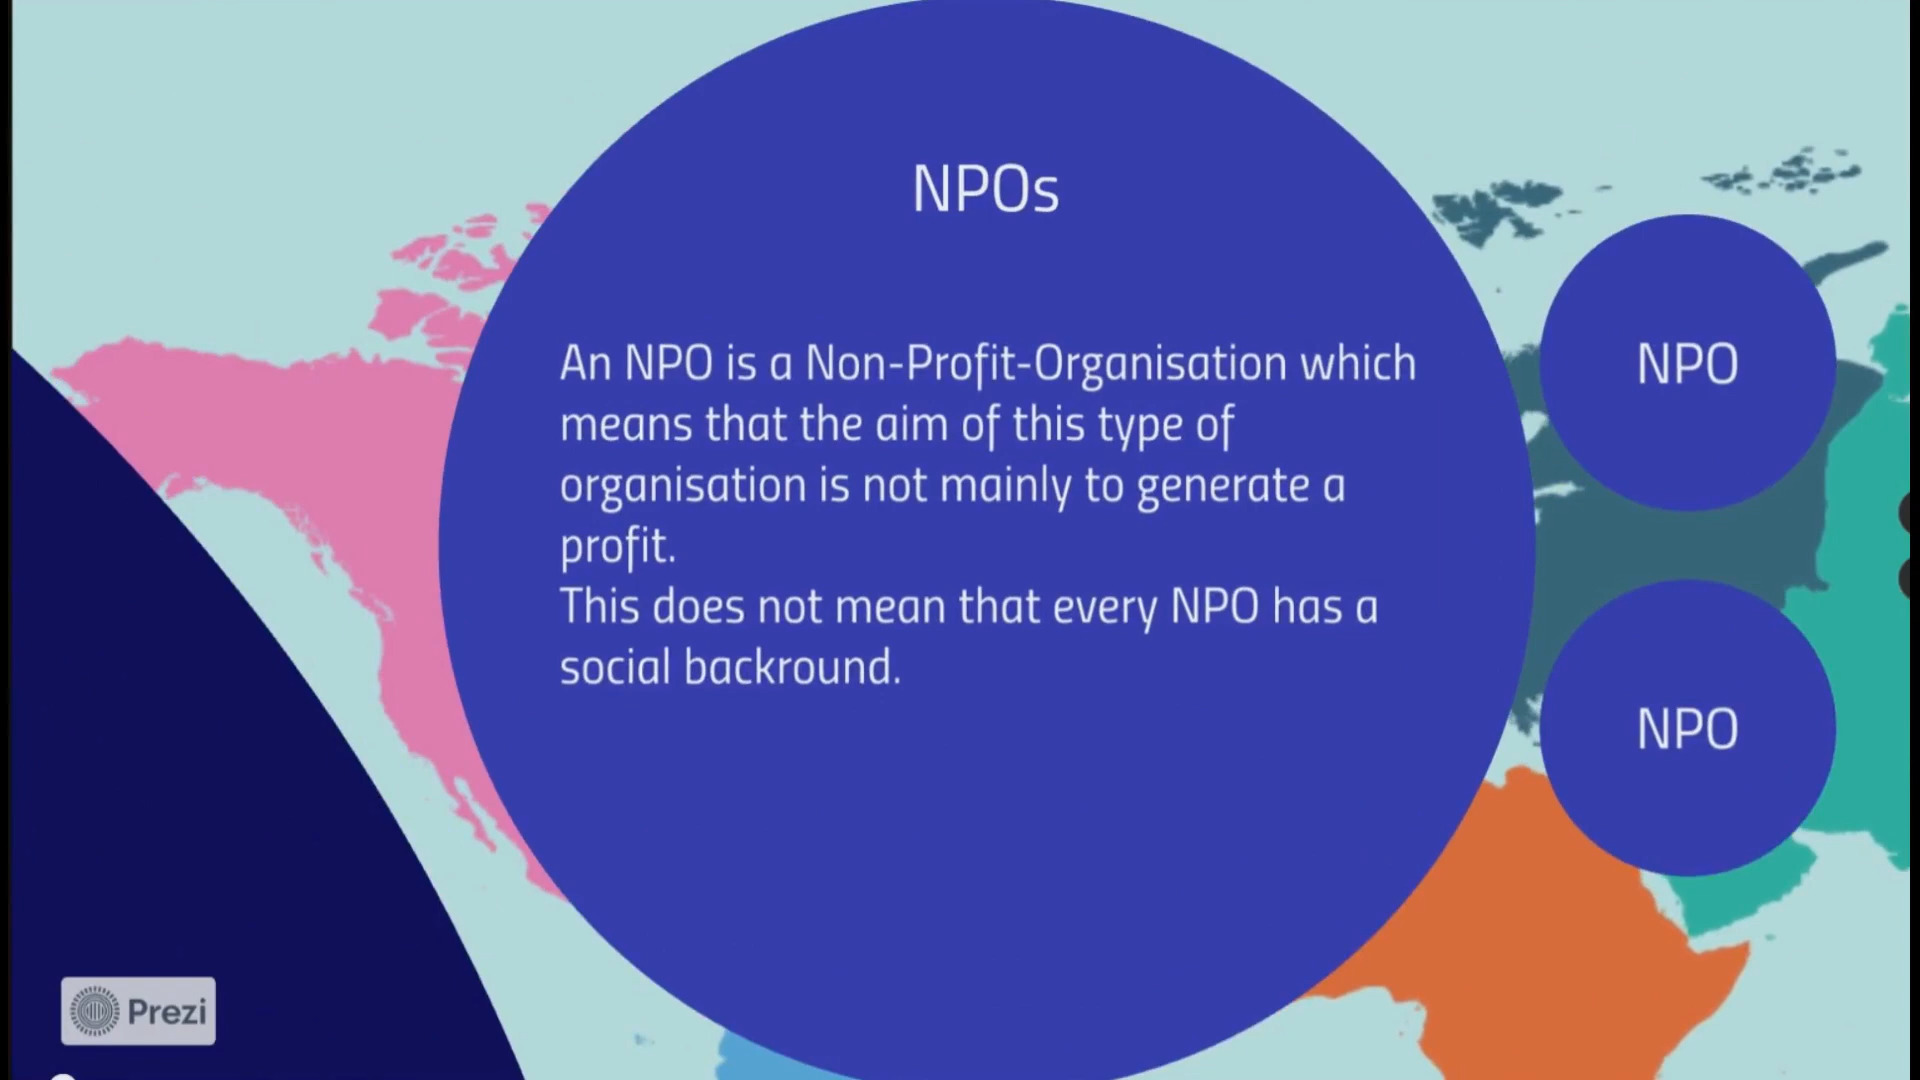 NPOs
An NPO is a Non-Profit-Organisation which
means that the aim of this type of
organisation is not mainly to generate a
profit.
This does not mean that every NPO has a
social backround.
NPO
NPO
Prezi